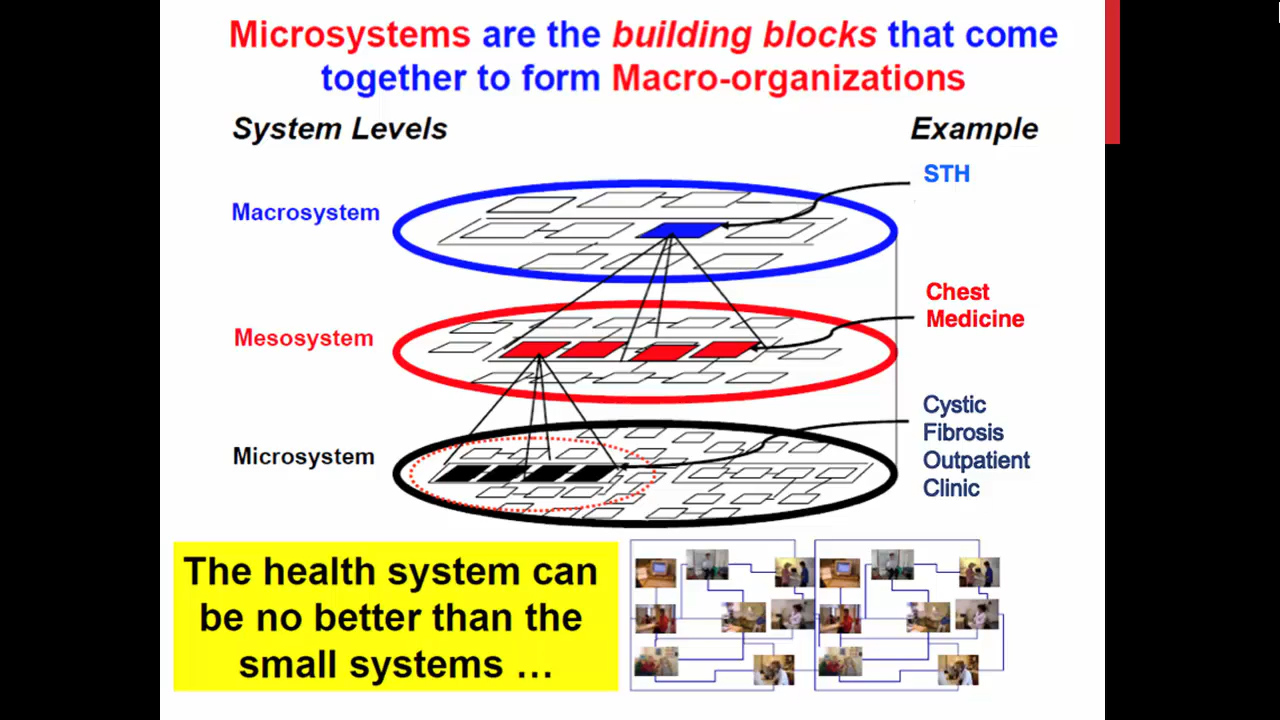 Microsystems are the building blocks that come
together to form Macro-organizations
System Levels
Example
STH
Macrosystem
Chest
Medicine
Mesosystem
Cystic
Fibrosis
Outpatient
Clinic
Microsystem
The health system can
be no better than the
small systems …